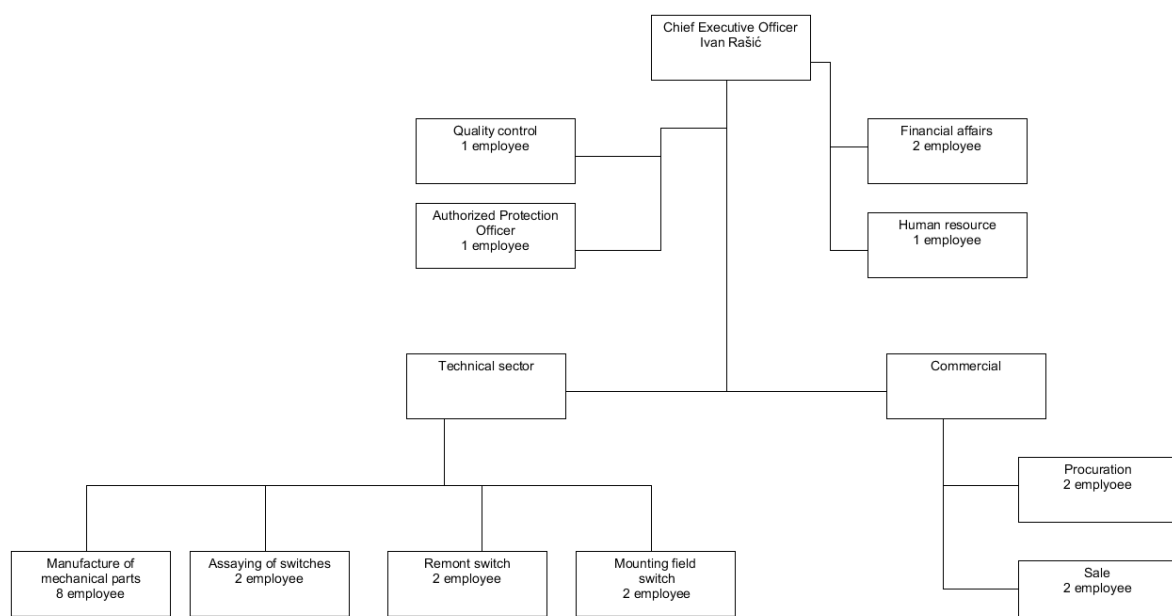 Chief Executive Officer
Ivan Rašić
Quality control
1 employee
Financial affairs
2 employee
Authorized Protection
Officer
1 employee
Human resource
1 employee
Technical sector
Commercial
Procuration
2 emplyoee
Manufacture of
mechanical parts
8 employee
Assaying of switches
2 employee
Remont switch
2 employee
Mounting field
switch
2 employee
Sale
2 employee